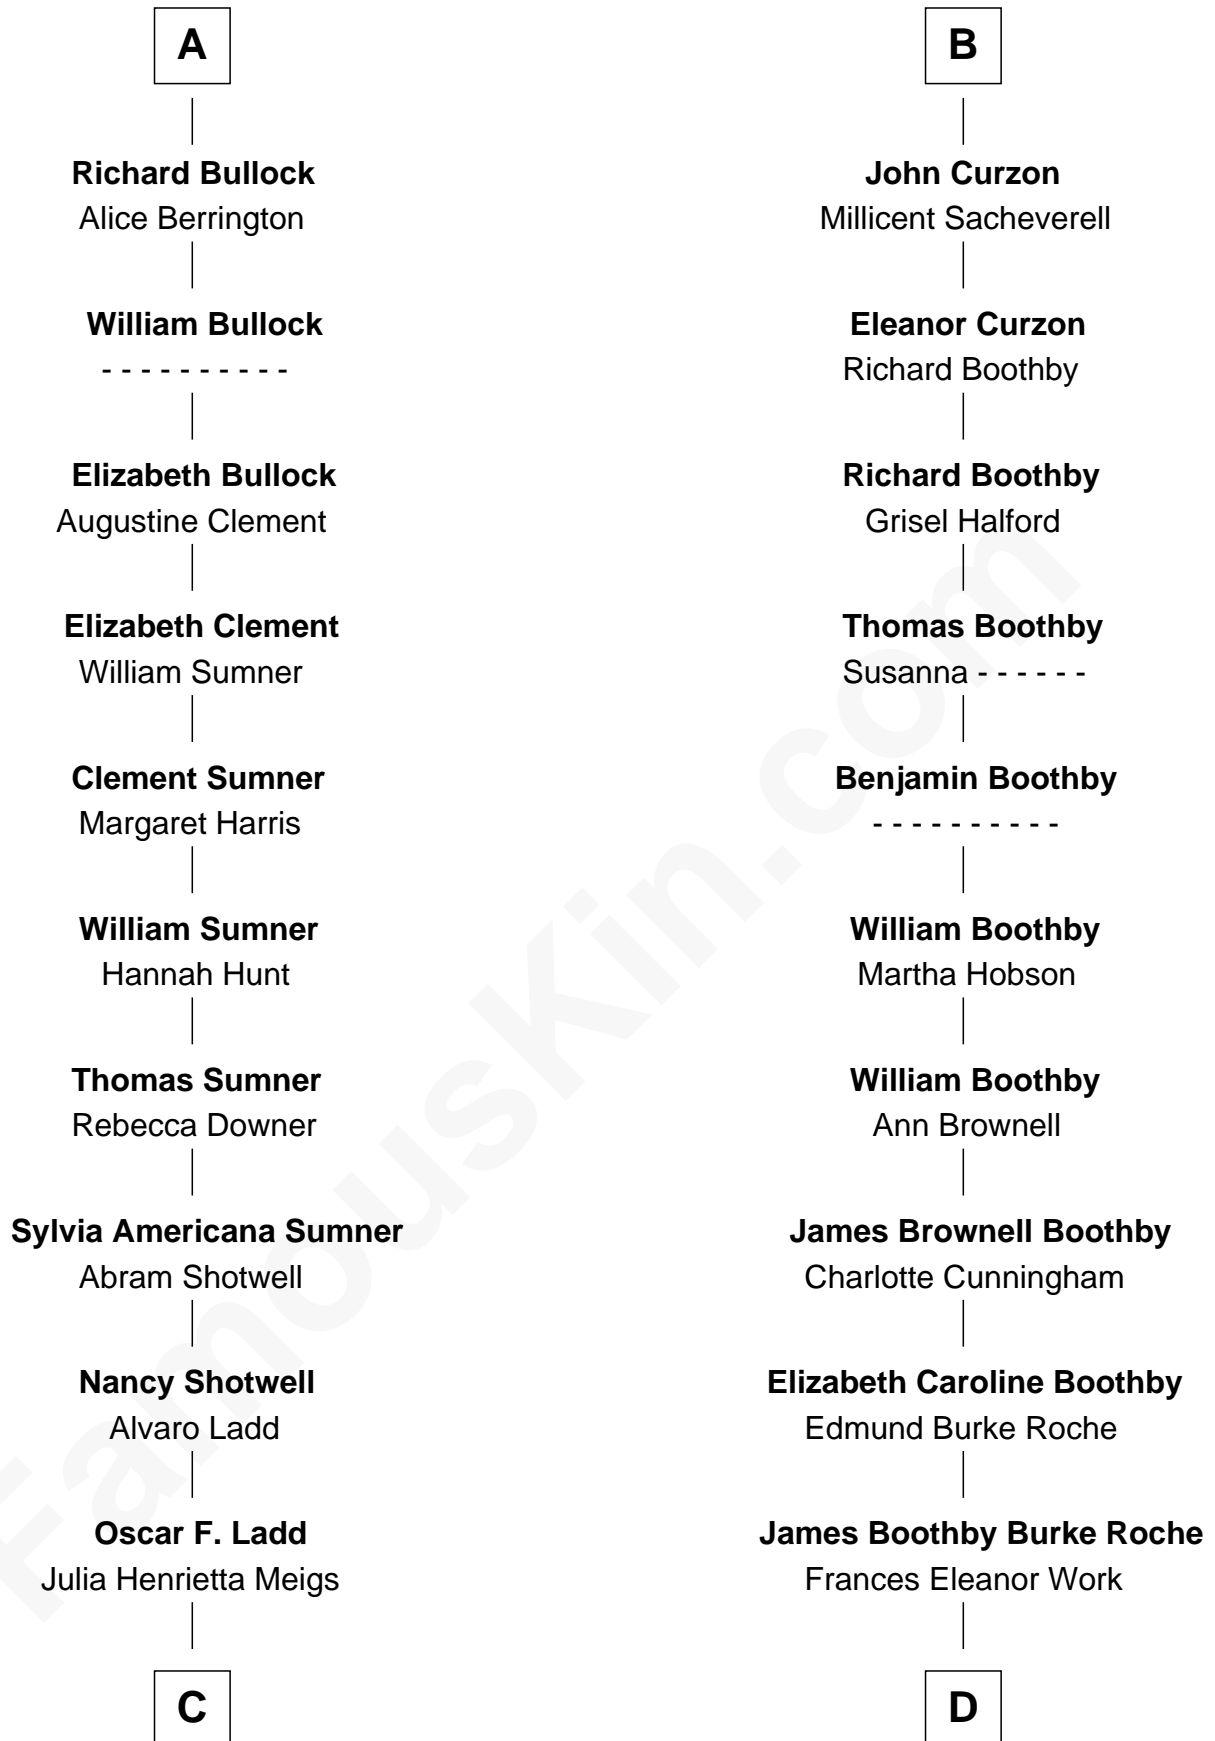 A
Richard Bullock
Alice Berrington
William Bullock
- - - - - - - - - -
Elizabeth Bullock
Augustine Clement
Elizabeth Clement
William Sumner
Clement Sumner
Margaret Harris
William Sumner
Hannah Hunt
Thomas Sumner
Rebecca Downer
Sylvia Americana Sumner
Abram Shotwell
Nancy Shotwell
Alvaro Ladd
Oscar F. Ladd
Julia Henrietta Meigs
C
B
John Curzon
Millicent Sacheverell
Eleanor Curzon
Richard Boothby
Richard Boothby
Grisel Halford
Thomas Boothby
Susanna - - - - - -
Benjamin Boothby
- - - - - - - - - -
William Boothby
Martha Hobson
William Boothby
Ann Brownell
James Brownell Boothby
Charlotte Cunningham
Elizabeth Caroline Boothby
Edmund Burke Roche
James Boothby Burke Roche
Frances Eleanor Work
D
FamousKin.com